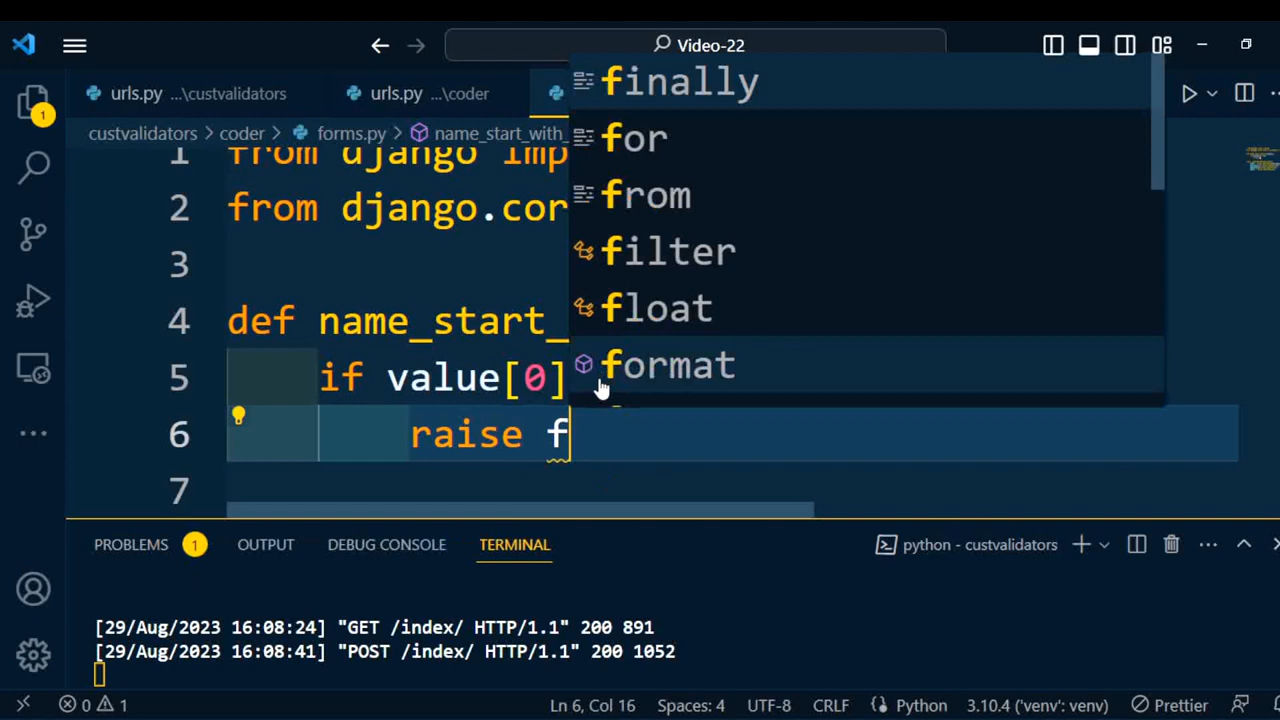 Video-22
urls.py ...\custvalidators
urls.py ...\coder
custvalidators > coder > forms.py > name_start_with_
1 from django imp
2 from django.cor
3
4 def name_start_
5 if value[0]
6 raise f
7
finally
for
from
filter
float
format
PROBLEMS 1 OUTPUT DEBUG CONSOLE TERMINAL python - custvalidators
[29/Aug/2023 16:08:24] "GET /index/ HTTP/1.1" 200 891
[29/Aug/2023 16:08:41] "POST /index/ HTTP/1.1" 200 1052
0 1 Ln 6, Col 16 Spaces: 4 UTF-8 CRLF Python 3.10.4 ('venv': venv) Prettier
1